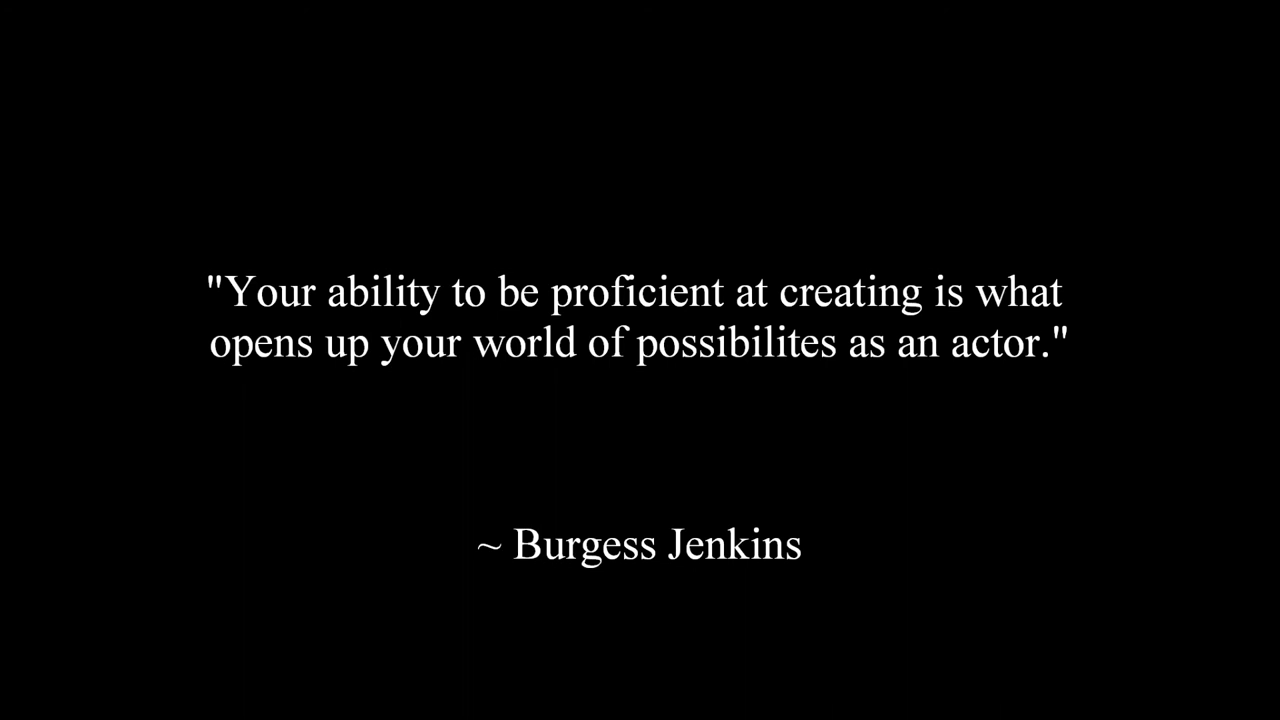 "Your ability to be proficient at creating is what
opens up your world of possibilites as an actor."
~ Burgess Jenkins